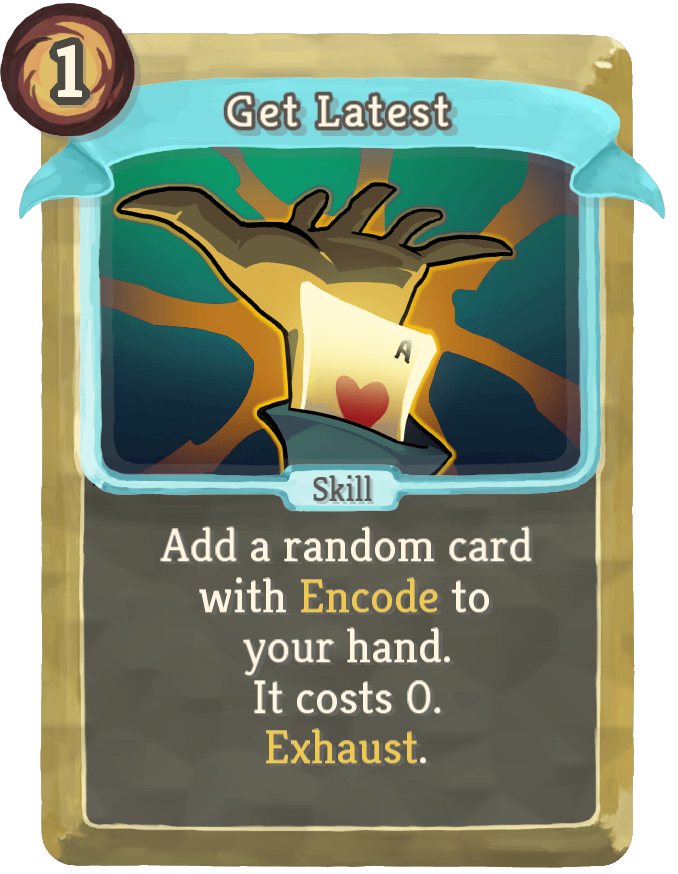 1
Get Latest
A
Skill
Add a random card
with Encode to
your hand.
It costs 0.
Exhaust.